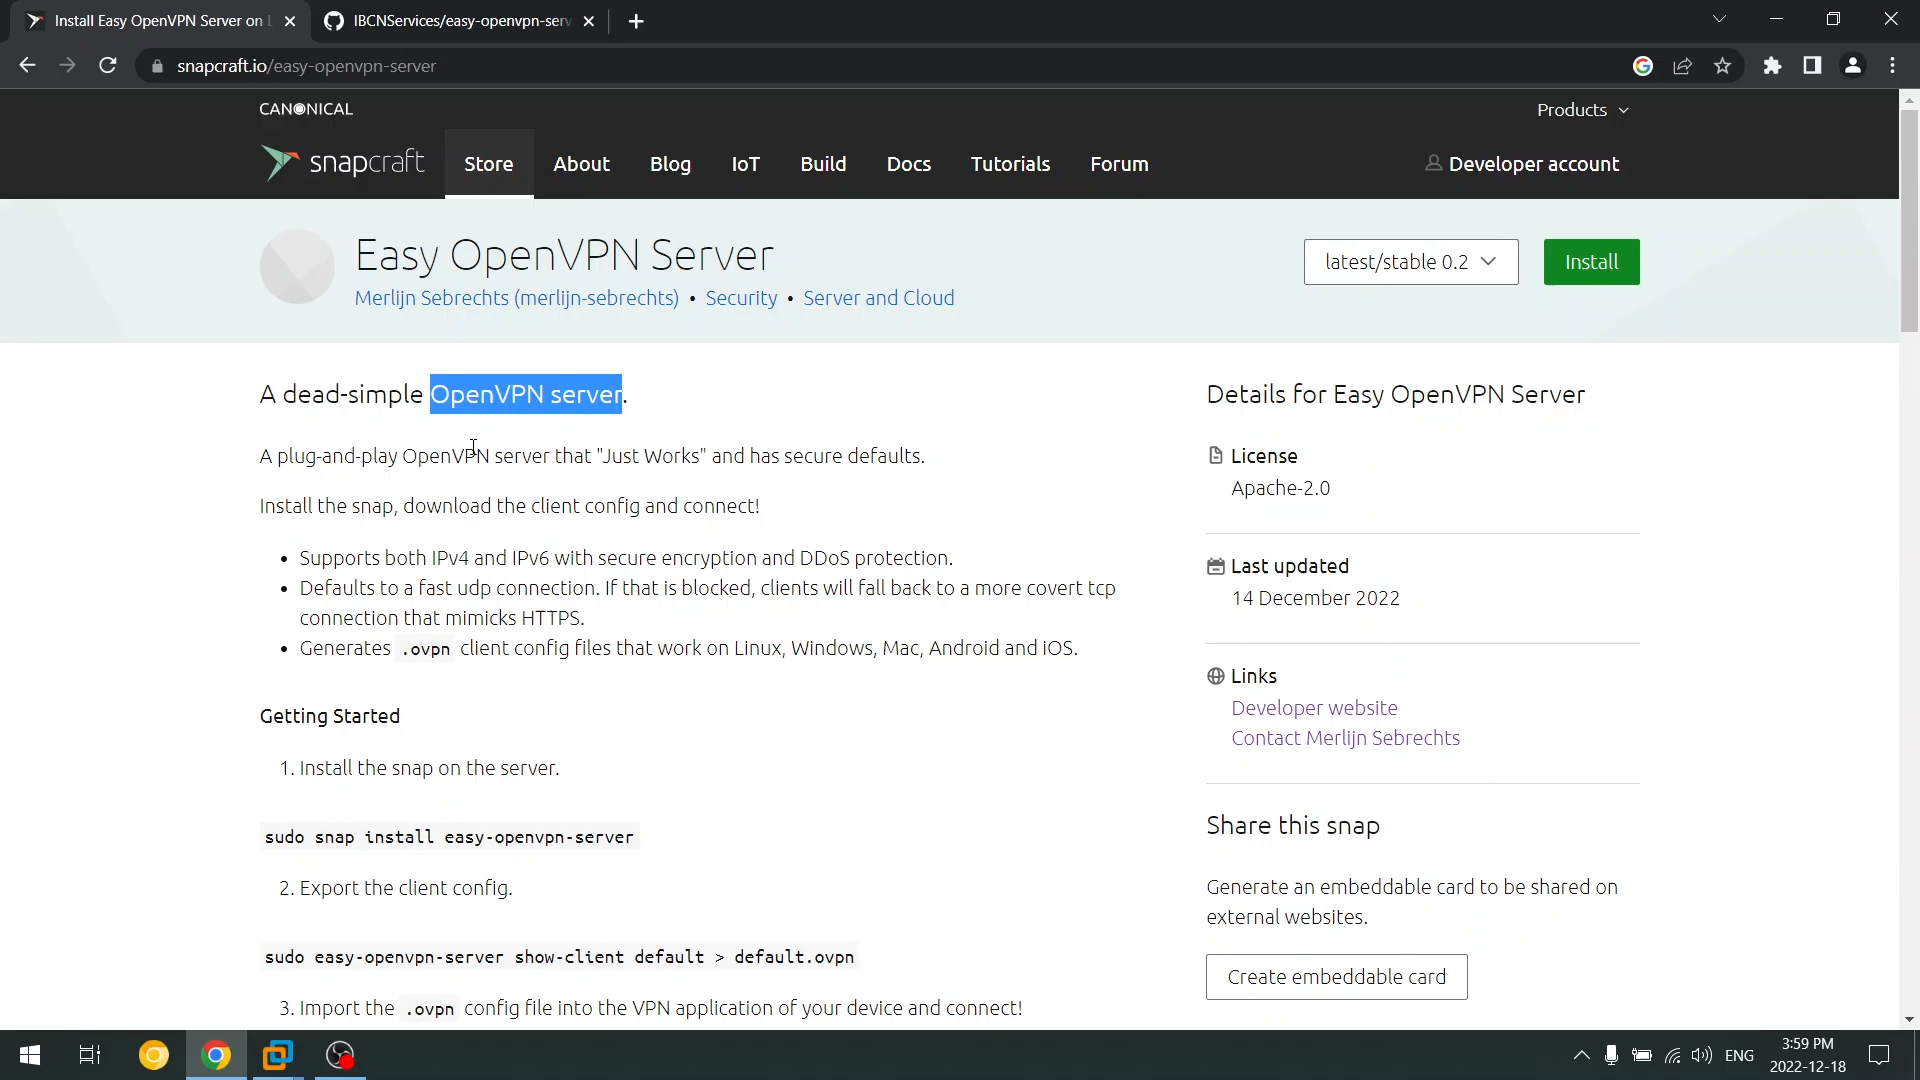 Install Easy OpenVPN Server on L
IBCNServices/easy-openvpn-serv
snapcraft.io/easy-openvpn-server
CANONICAL
Products
snapcraft
Store
About
Blog
IoT
Build
Docs
Tutorials
Forum
Developer account
Easy OpenVPN Server
Merlijn Sebrechts (merlijn-sebrechts) • Security • Server and Cloud
latest/stable 0.2
Install
A dead-simple OpenVPN server.
A plug-and-play OpenVPN server that "Just Works" and has secure defaults.
Install the snap, download the client config and connect!
• Supports both IPv4 and IPv6 with secure encryption and DDoS protection.
• Defaults to a fast udp connection. If that is blocked, clients will fall back to a more covert tcp
connection that mimicks HTTPS.
• Generates .ovpn client config files that work on Linux, Windows, Mac, Android and iOS.
Getting Started
1. Install the snap on the server.
sudo snap install easy-openvpn-server
2. Export the client config.
sudo easy-openvpn-server show-client default > default.ovpn
3. Import the .ovpn config file into the VPN application of your device and connect!
Details for Easy OpenVPN Server
License
Apache-2.0
Last updated
14 December 2022
Links
Developer website
Contact Merlijn Sebrechts
Share this snap
Generate an embeddable card to be shared on
external websites.
Create embeddable card
ENG
3:59 PM
2022-12-18